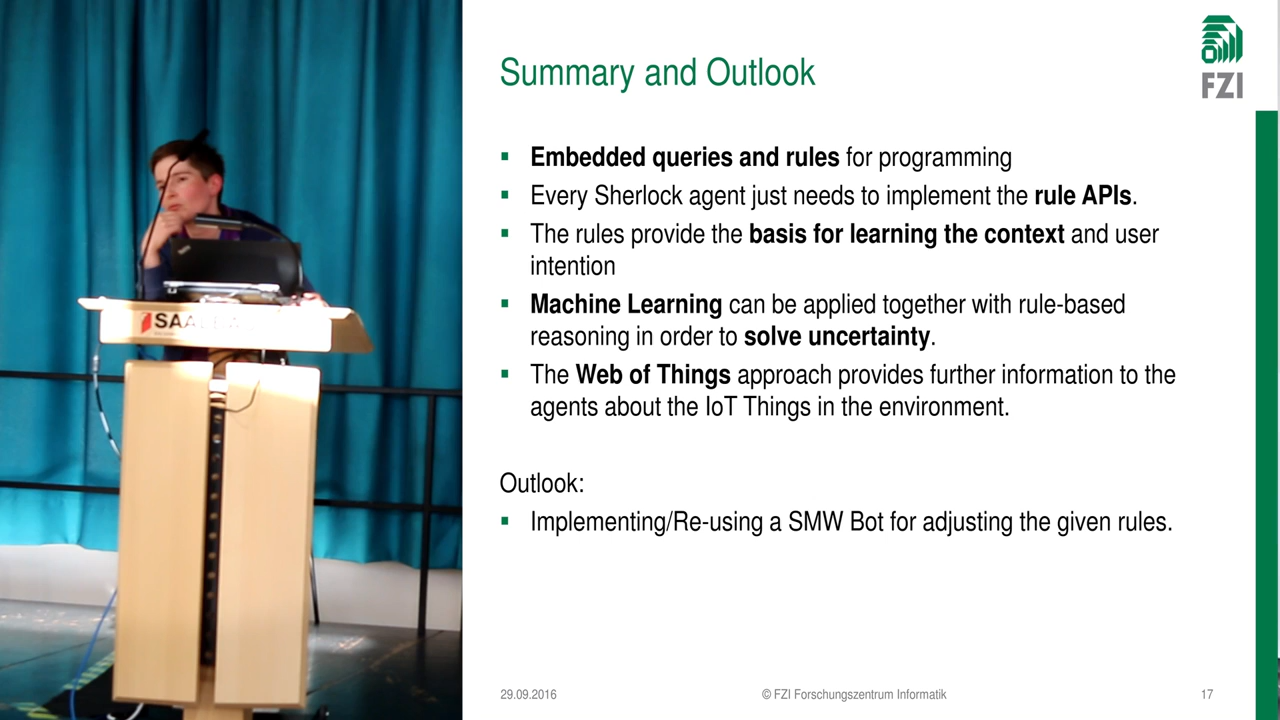 Summary and Outlook
FZI
▪ Embedded queries and rules for programming
▪ Every Sherlock agent just needs to implement the rule APIs.
▪ The rules provide the basis for learning the context and user
intention
▪ Machine Learning can be applied together with rule-based
reasoning in order to solve uncertainty.
▪ The Web of Things approach provides further information to the
agents about the IoT Things in the environment.
Outlook:
▪ Implementing/Re-using a SMW Bot for adjusting the given rules.
29.09.2016
© FZI Forschungszentrum Informatik
17